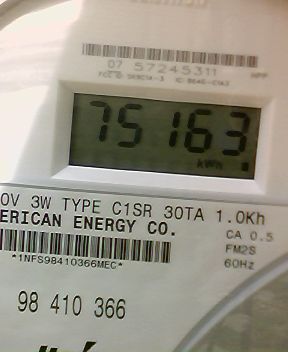 07 57245311
75163
kWh
0V 3W TYPE C1SR 30TA 1.0Kh
ERICAN ENERGY CO.
CA 0.5
FM2S
60Hz
*1NFS98410366MEC*
98 410 366